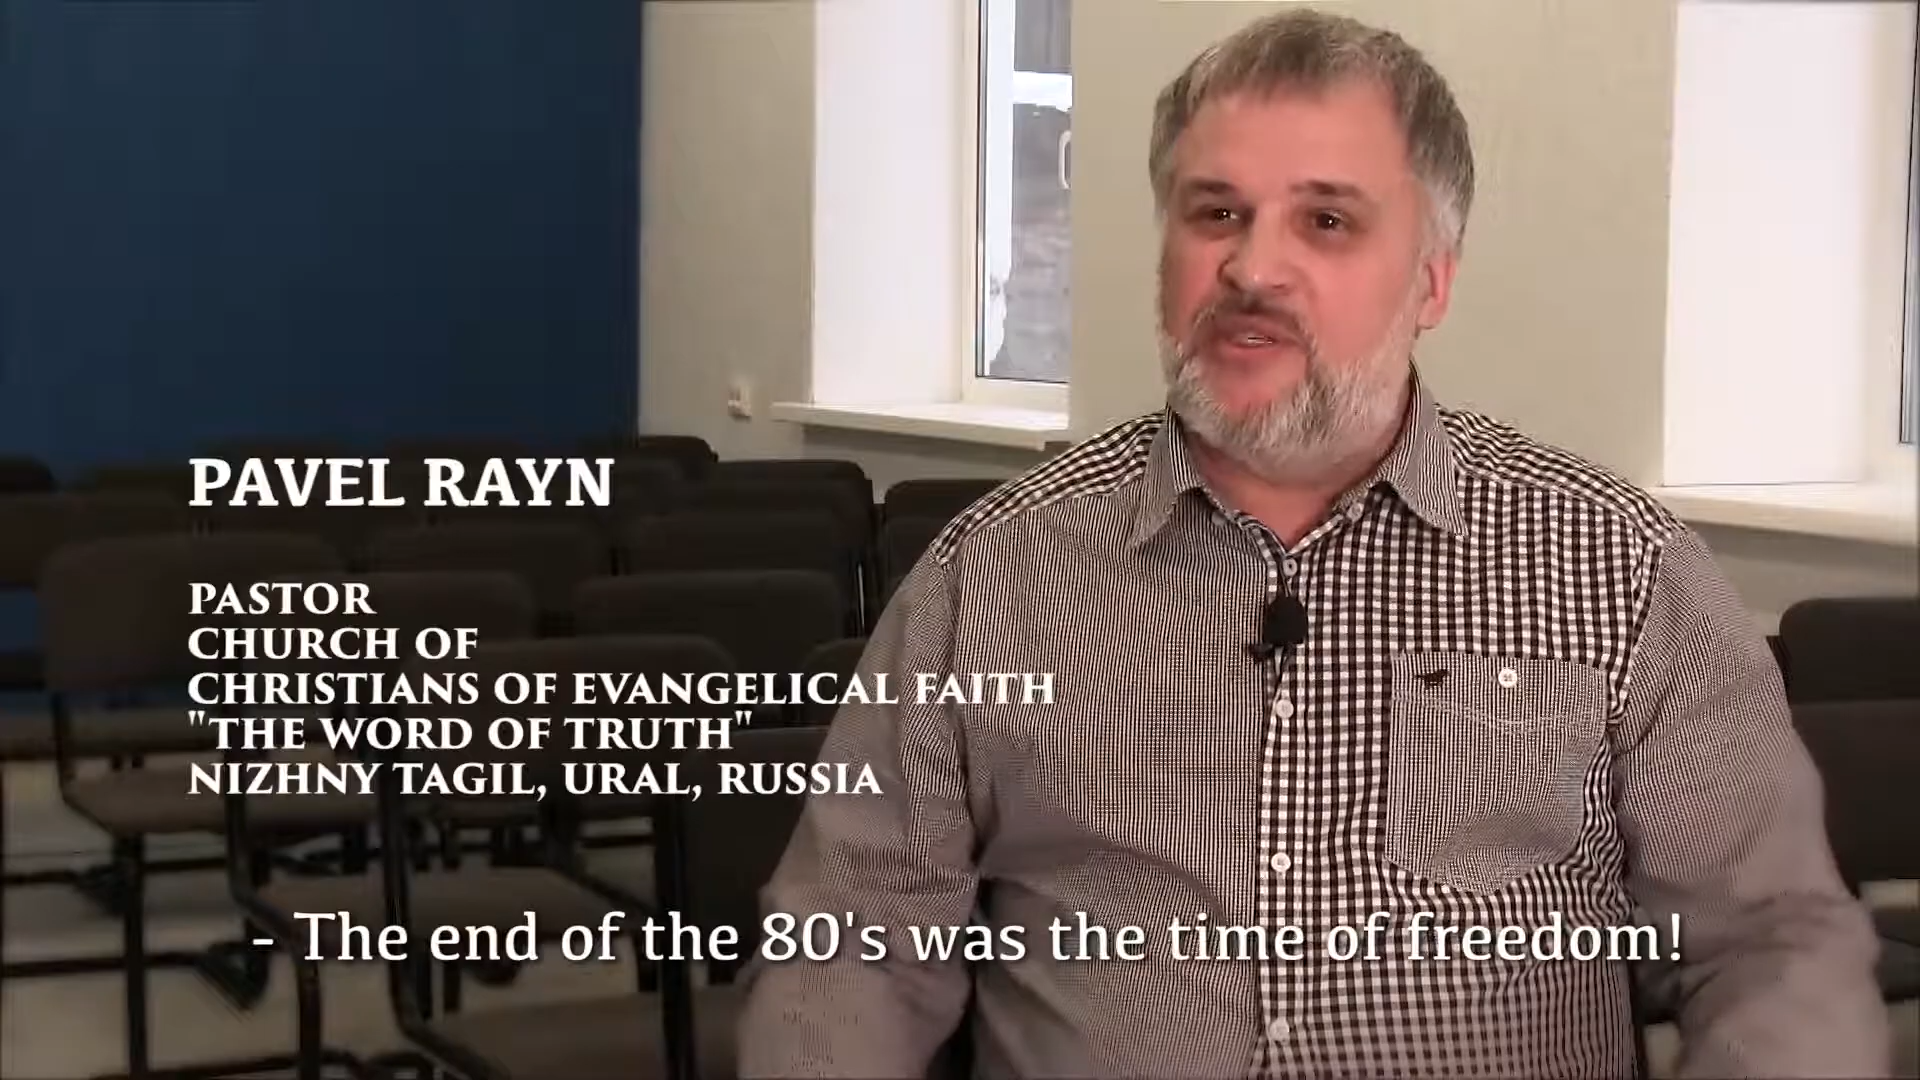 PAVEL RAYN
PASTOR
CHURCH OF
CHRISTIANS OF EVANGELICAL FAITH
"THE WORD OF TRUTH"
NIZHNY TAGIL, URAL, RUSSIA
- The end of the 80's was the time of freedom!